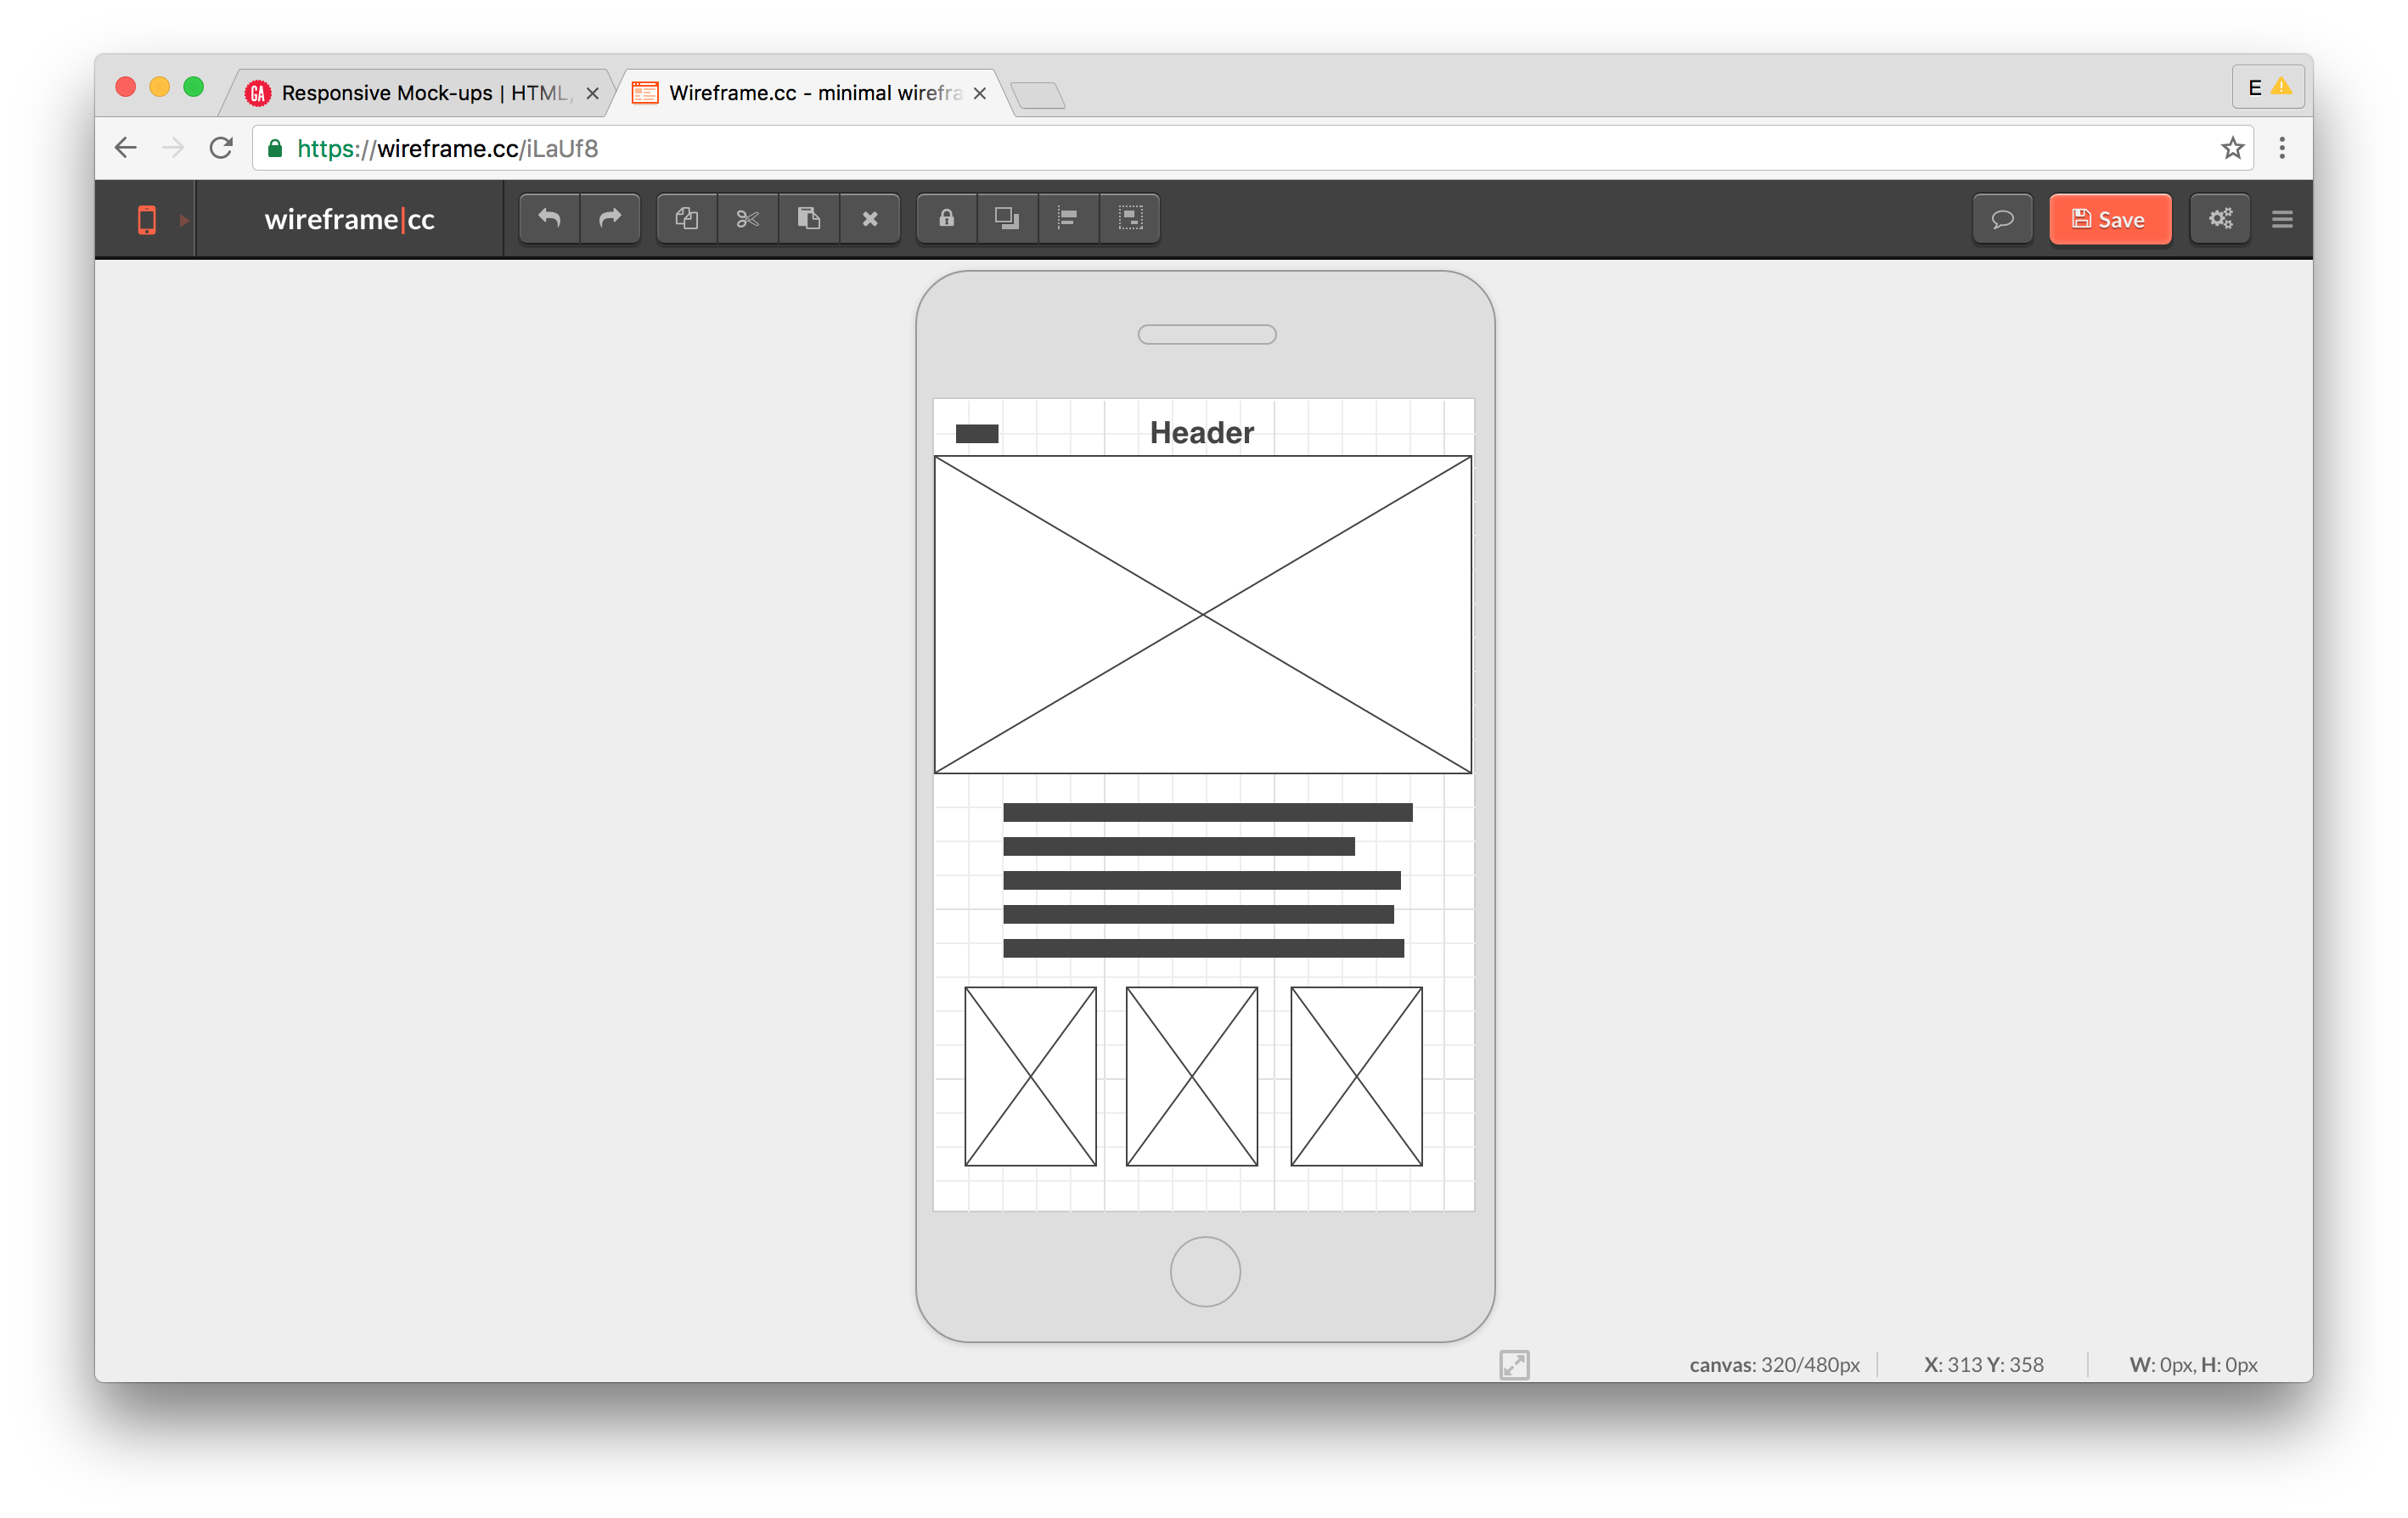 Responsive Mock-ups | HTML,
Wireframe.cc - minimal wirefra
E
https://wireframe.cc/iLaUf8
wireframe|cc
Save
Header
canvas: 320/480px
X: 313 Y: 358
W: 0px, H: 0px
GA